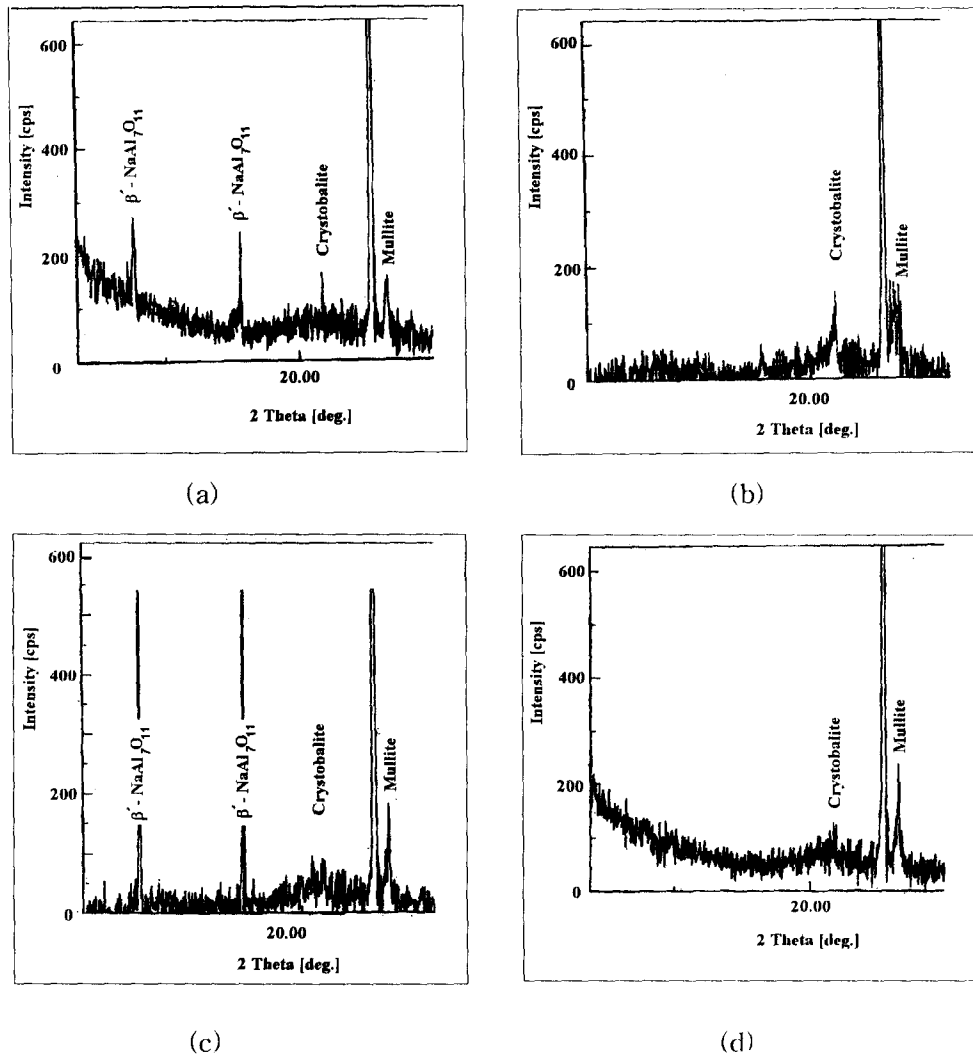 600
400
200
0
Intensity [cps]
β´ - NaAl7O11
β´ - NaAl7O11
Crystobalite
Mullite
20.00
2 Theta [deg.]
(a)
600
400
200
0
Intensity [cps]
Crystobalite
Mullite
20.00
2 Theta [deg.]
(b)
600
400
200
0
Intensity [cps]
β´ - NaAl7O11
β´ - NaAl7O11
Crystobalite
Mullite
20.00
2 Theta [deg.]
(c)
600
400
200
0
Intensity [cps]
Crystobalite
Mullite
20.00
2 Theta [deg.]
(d)